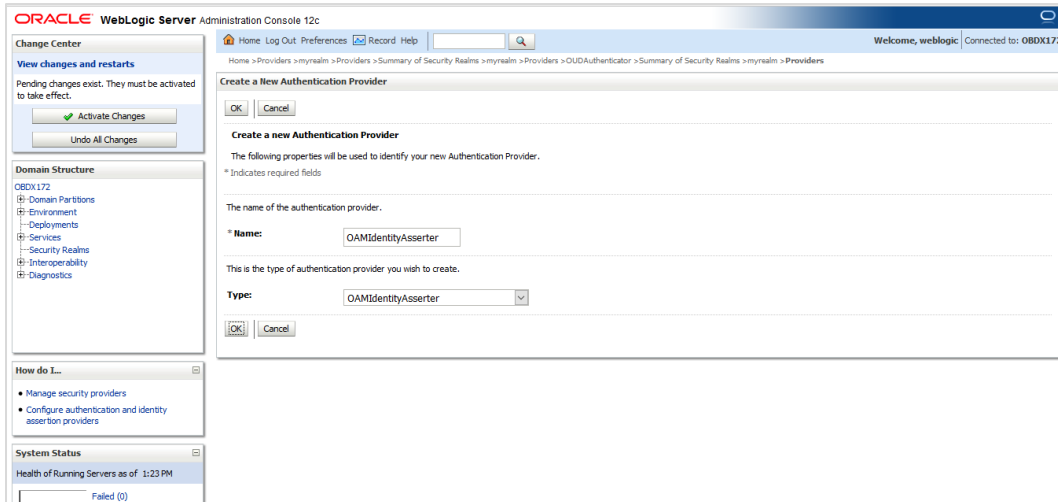 ORACLE WebLogic Server Administration Console 12c
Change Center
View changes and restarts
Pending changes exist. They must be activated
to take effect.
Activate Changes
Undo All Changes
Domain Structure
OBDX172
Domain Partitions
Environment
Deployments
Services
Security Realms
Interoperability
Diagnostics
How do I...
Manage security providers
Configure authentication and identity
assertion providers
System Status
Health of Running Servers as of 1:23 PM
Failed (0)
Home Log Out Preferences Record Help
Welcome, weblogic Connected to: OBDX172
Home >Providers >myrealm >Providers >Summary of Security Realms >myrealm >Providers >OUDAuthenticator >Summary of Security Realms >myrealm >Providers
Create a New Authentication Provider
OK Cancel
Create a new Authentication Provider
The following properties will be used to identify your new Authentication Provider.
* Indicates required fields
The name of the authentication provider.
* Name: OAMIdentityAsserter
This is the type of authentication provider you wish to create.
Type: OAMIdentityAsserter
OK Cancel